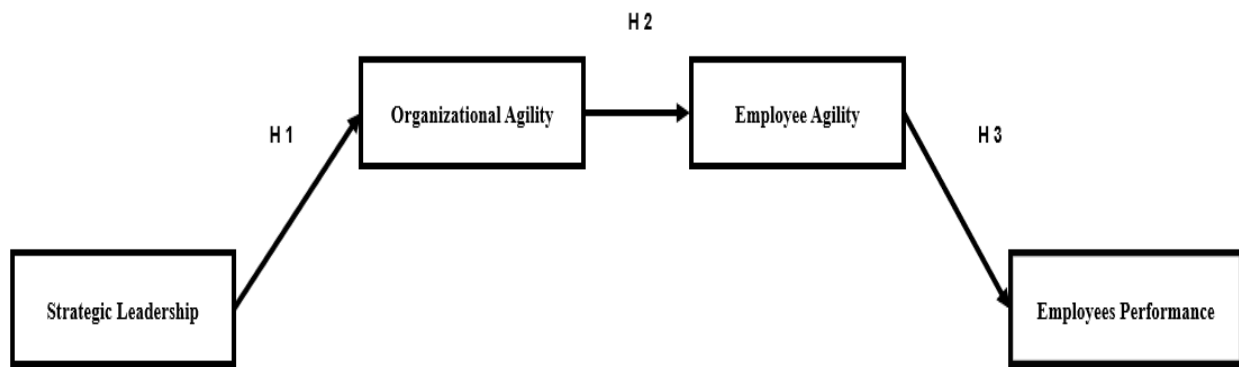 H 2
Organizational Agility
Employee Agility
H 1
H 3
Strategic Leadership
Employees Performance